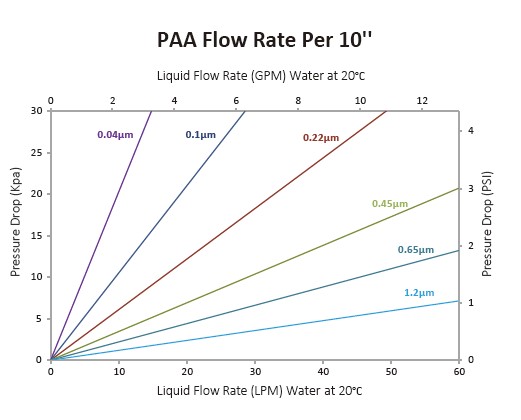 PAA Flow Rate Per 10''
Liquid Flow Rate (GPM) Water at 20°C
0 2 4 6 8 10 12
30
25
20
15
10
5
0
Pressure Drop (Kpa)
0.04µm
0.1µm
0.22µm
0.45µm
0.65µm
1.2µm
4
3
2
1
0
Pressure Drop (PSI)
0 10 20 30 40 50 60
Liquid Flow Rate (LPM) Water at 20°C